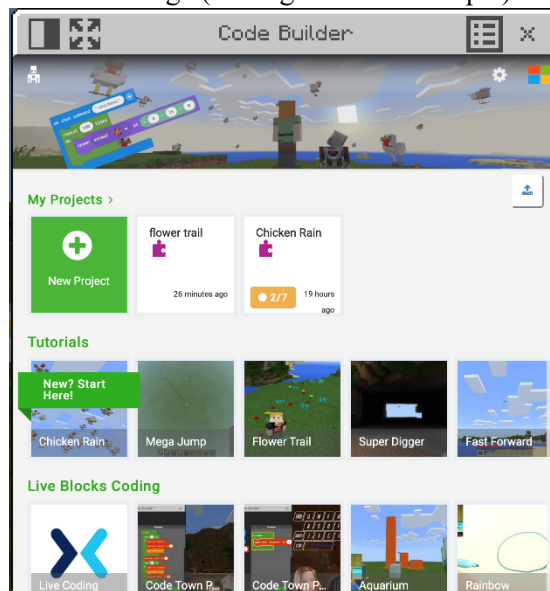 Code Builder
My Projects >
New Project
flower trail
26 minutes ago
Chicken Rain
2/7
19 hours
ago
Tutorials
New? Start
Here!
Chicken Rain
Mega Jump
Flower Trail
Super Digger
Fast Forward
Live Blocks Coding
Live Coding
Code Town P...
Code Town P...
Aquarium
Rainbow